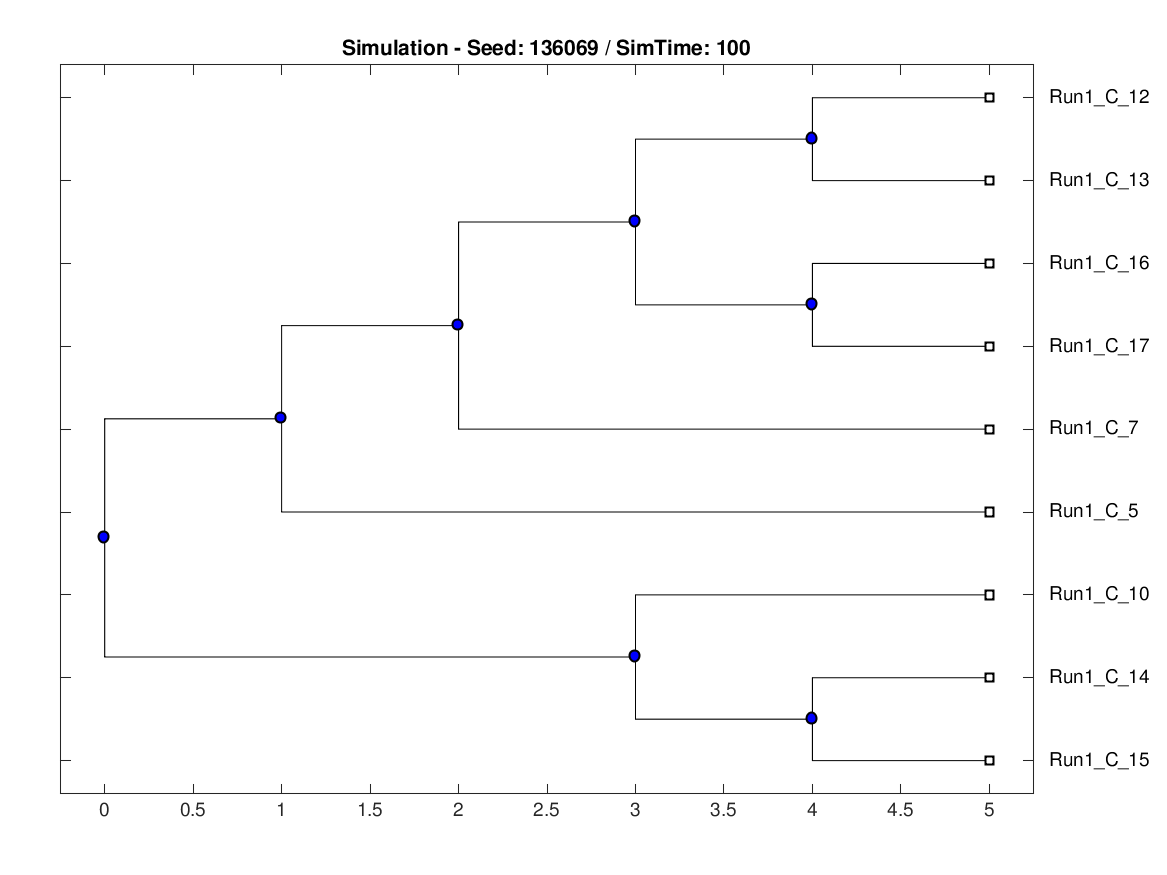 Simulation - Seed: 136069 / SimTime: 100
Run1_C_12
Run1_C_13
Run1_C_16
Run1_C_17
Run1_C_7
Run1_C_5
Run1_C_10
Run1_C_14
Run1_C_15
0 0.5 1 1.5 2 2.5 3 3.5 4 4.5 5